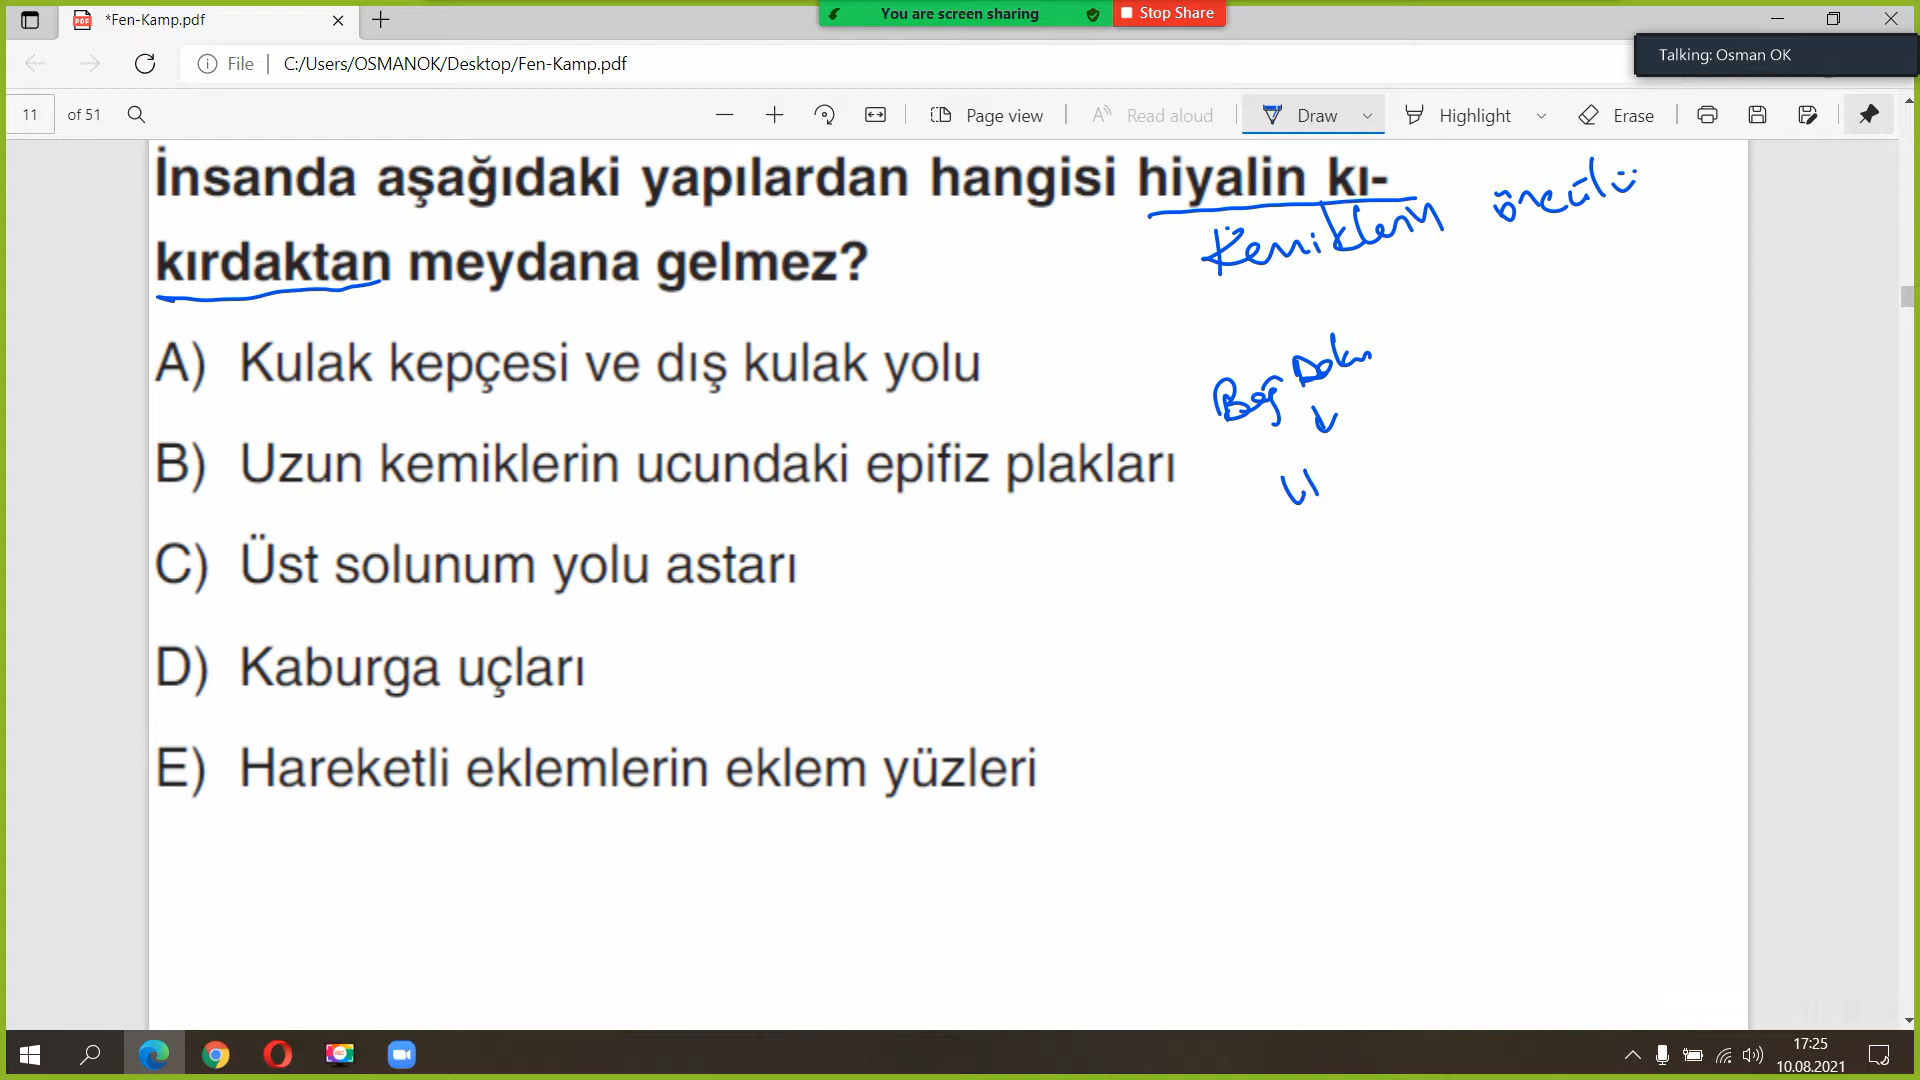 *Fen-Kamp.pdf
You are screen sharing
Stop Share
Talking: Osman OK
File
C:/Users/OSMANOK/Desktop/Fen-Kamp.pdf
11 of 51
Page view
Read aloud
Draw
Highlight
Erase
İnsanda aşağıdaki yapılardan hangisi hiyalin kı-
kırdaktan meydana gelmez?
Kemiklerin öncülü
A) Kulak kepçesi ve dış kulak yolu
Bağ Doku
B) Uzun kemiklerin ucundaki epifiz plakları
C) Üst solunum yolu astarı
D) Kaburga uçları
E) Hareketli eklemlerin eklem yüzleri
17:25
10.08.2021